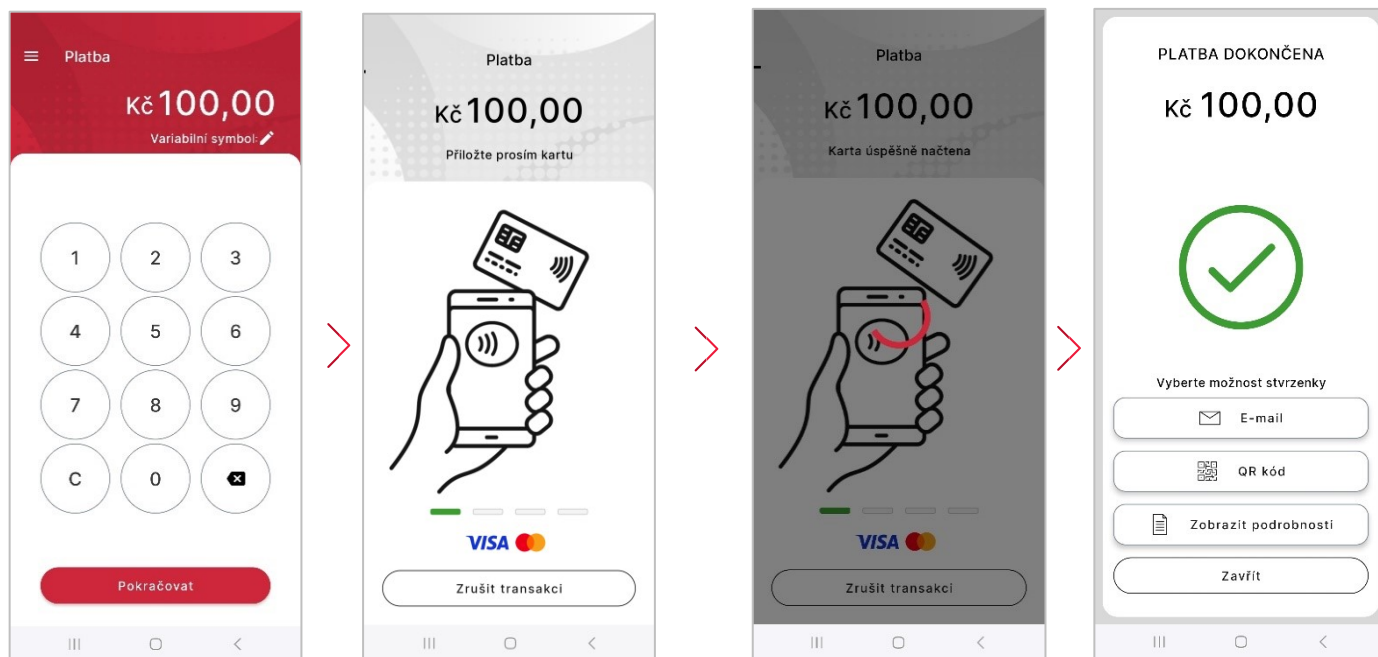 Platba
Kč 100,00
Variabilní symbol:
1 2 3
4 5 6
7 8 9
C 0
Pokračovat
Platba
Kč 100,00
Přiložte prosím kartu
VISA
Zrušit transakci
Platba
Kč 100,00
Karta úspěšně načtena
VISA
Zrušit transakci
PLATBA DOKONČENA
Kč 100,00
Vyberte možnost stvrzenky
E-mail
QR kód
Zobrazit podrobnosti
Zavřít